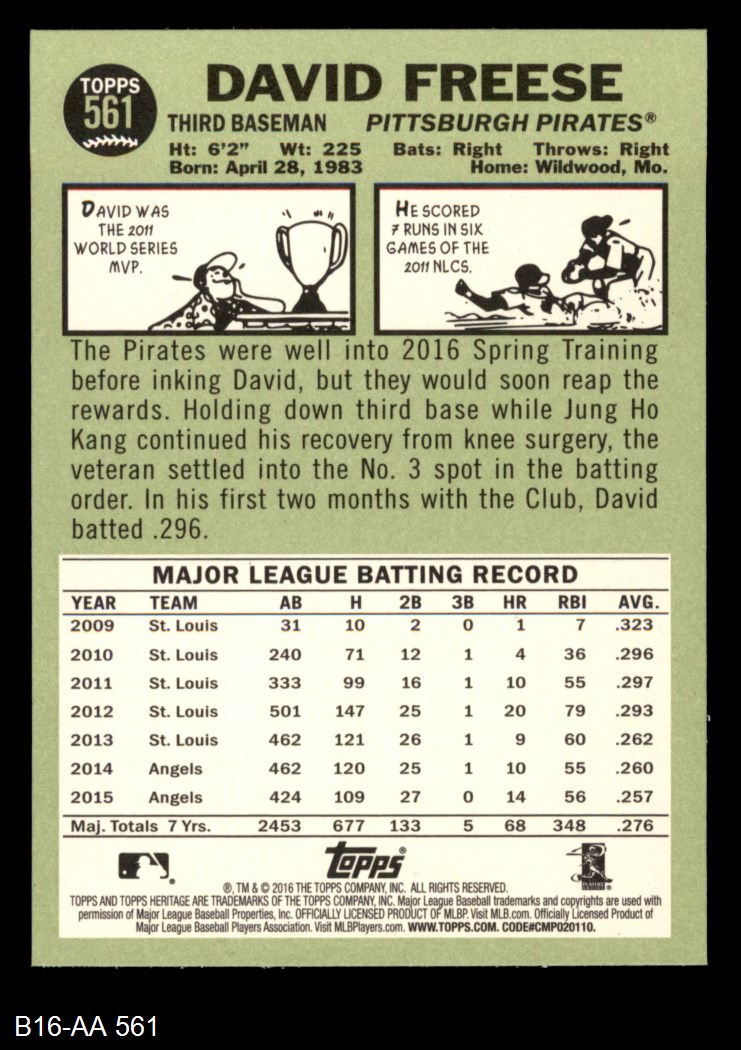 TOPPS
561
DAVID FREESE
THIRD BASEMAN PITTSBURGH PIRATES®
Ht: 6'2" Wt: 225 Bats: Right Throws: Right
Born: April 28, 1983 Home: Wildwood, Mo.
DAVID WAS
THE 2011
WORLD SERIES
MVP.
HE SCORED
7 RUNS IN SIX
GAMES OF THE
2011 NLCS.
The Pirates were well into 2016 Spring Training
before inking David, but they would soon reap the
rewards. Holding down third base while Jung Ho
Kang continued his recovery from knee surgery, the
veteran settled into the No. 3 spot in the batting
order. In his first two months with the Club, David
batted .296.
MAJOR LEAGUE BATTING RECORD
YEAR TEAM AB H 2B 3B HR RBI AVG.
2009 St. Louis 31 10 2 0 1 7 .323
2010 St. Louis 240 71 12 1 4 36 .296
2011 St. Louis 333 99 16 1 10 55 .297
2012 St. Louis 501 147 25 1 20 79 .293
2013 St. Louis 462 121 26 1 9 60 .262
2014 Angels 462 120 25 1 10 55 .260
2015 Angels 424 109 27 0 14 56 .257
Maj. Totals 7 Yrs. 2453 677 133 5 68 348 .276
Topps®
®, TM & © 2016 THE TOPPS COMPANY, INC. ALL RIGHTS RESERVED.
TOPPS AND TOPPS HERITAGE ARE TRADEMARKS OF THE TOPPS COMPANY, INC. Major League Baseball trademarks and copyrights are used with
permission of Major League Baseball Properties, Inc. OFFICIALLY LICENSED PRODUCT OF MLBP. Visit MLB.com. Officially Licensed Product of
Major League Baseball Players Association. Visit MLBPlayers.com. WWW.TOPPS.COM. CODE#CMP020110.
B16-AA 561